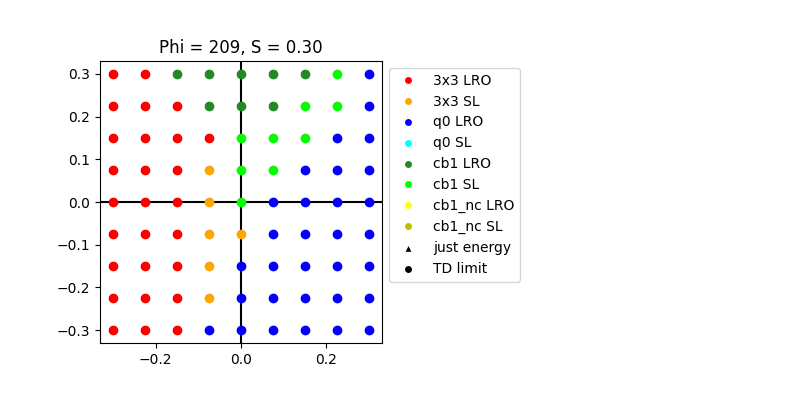 Phi = 209, S = 0.30
0.3
0.2
0.1
0.0
−0.1
−0.2
−0.3
−0.2
0.0
0.2
3x3 LRO
3x3 SL
q0 LRO
q0 SL
cb1 LRO
cb1 SL
cb1_nc LRO
cb1_nc SL
just energy
TD limit